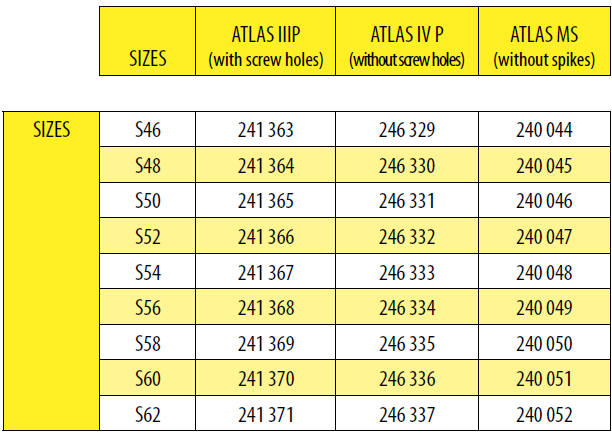 SIZES ATLAS IIIP (with screw holes) ATLAS IV P (without screw holes) ATLAS MS (without spikes)
SIZES S46 241 363 246 329 240 044
S48 241 364 246 330 240 045
S50 241 365 246 331 240 046
S52 241 366 246 332 240 047
S54 241 367 246 333 240 048
S56 241 368 246 334 240 049
S58 241 369 246 335 240 050
S60 241 370 246 336 240 051
S62 241 371 246 337 240 052